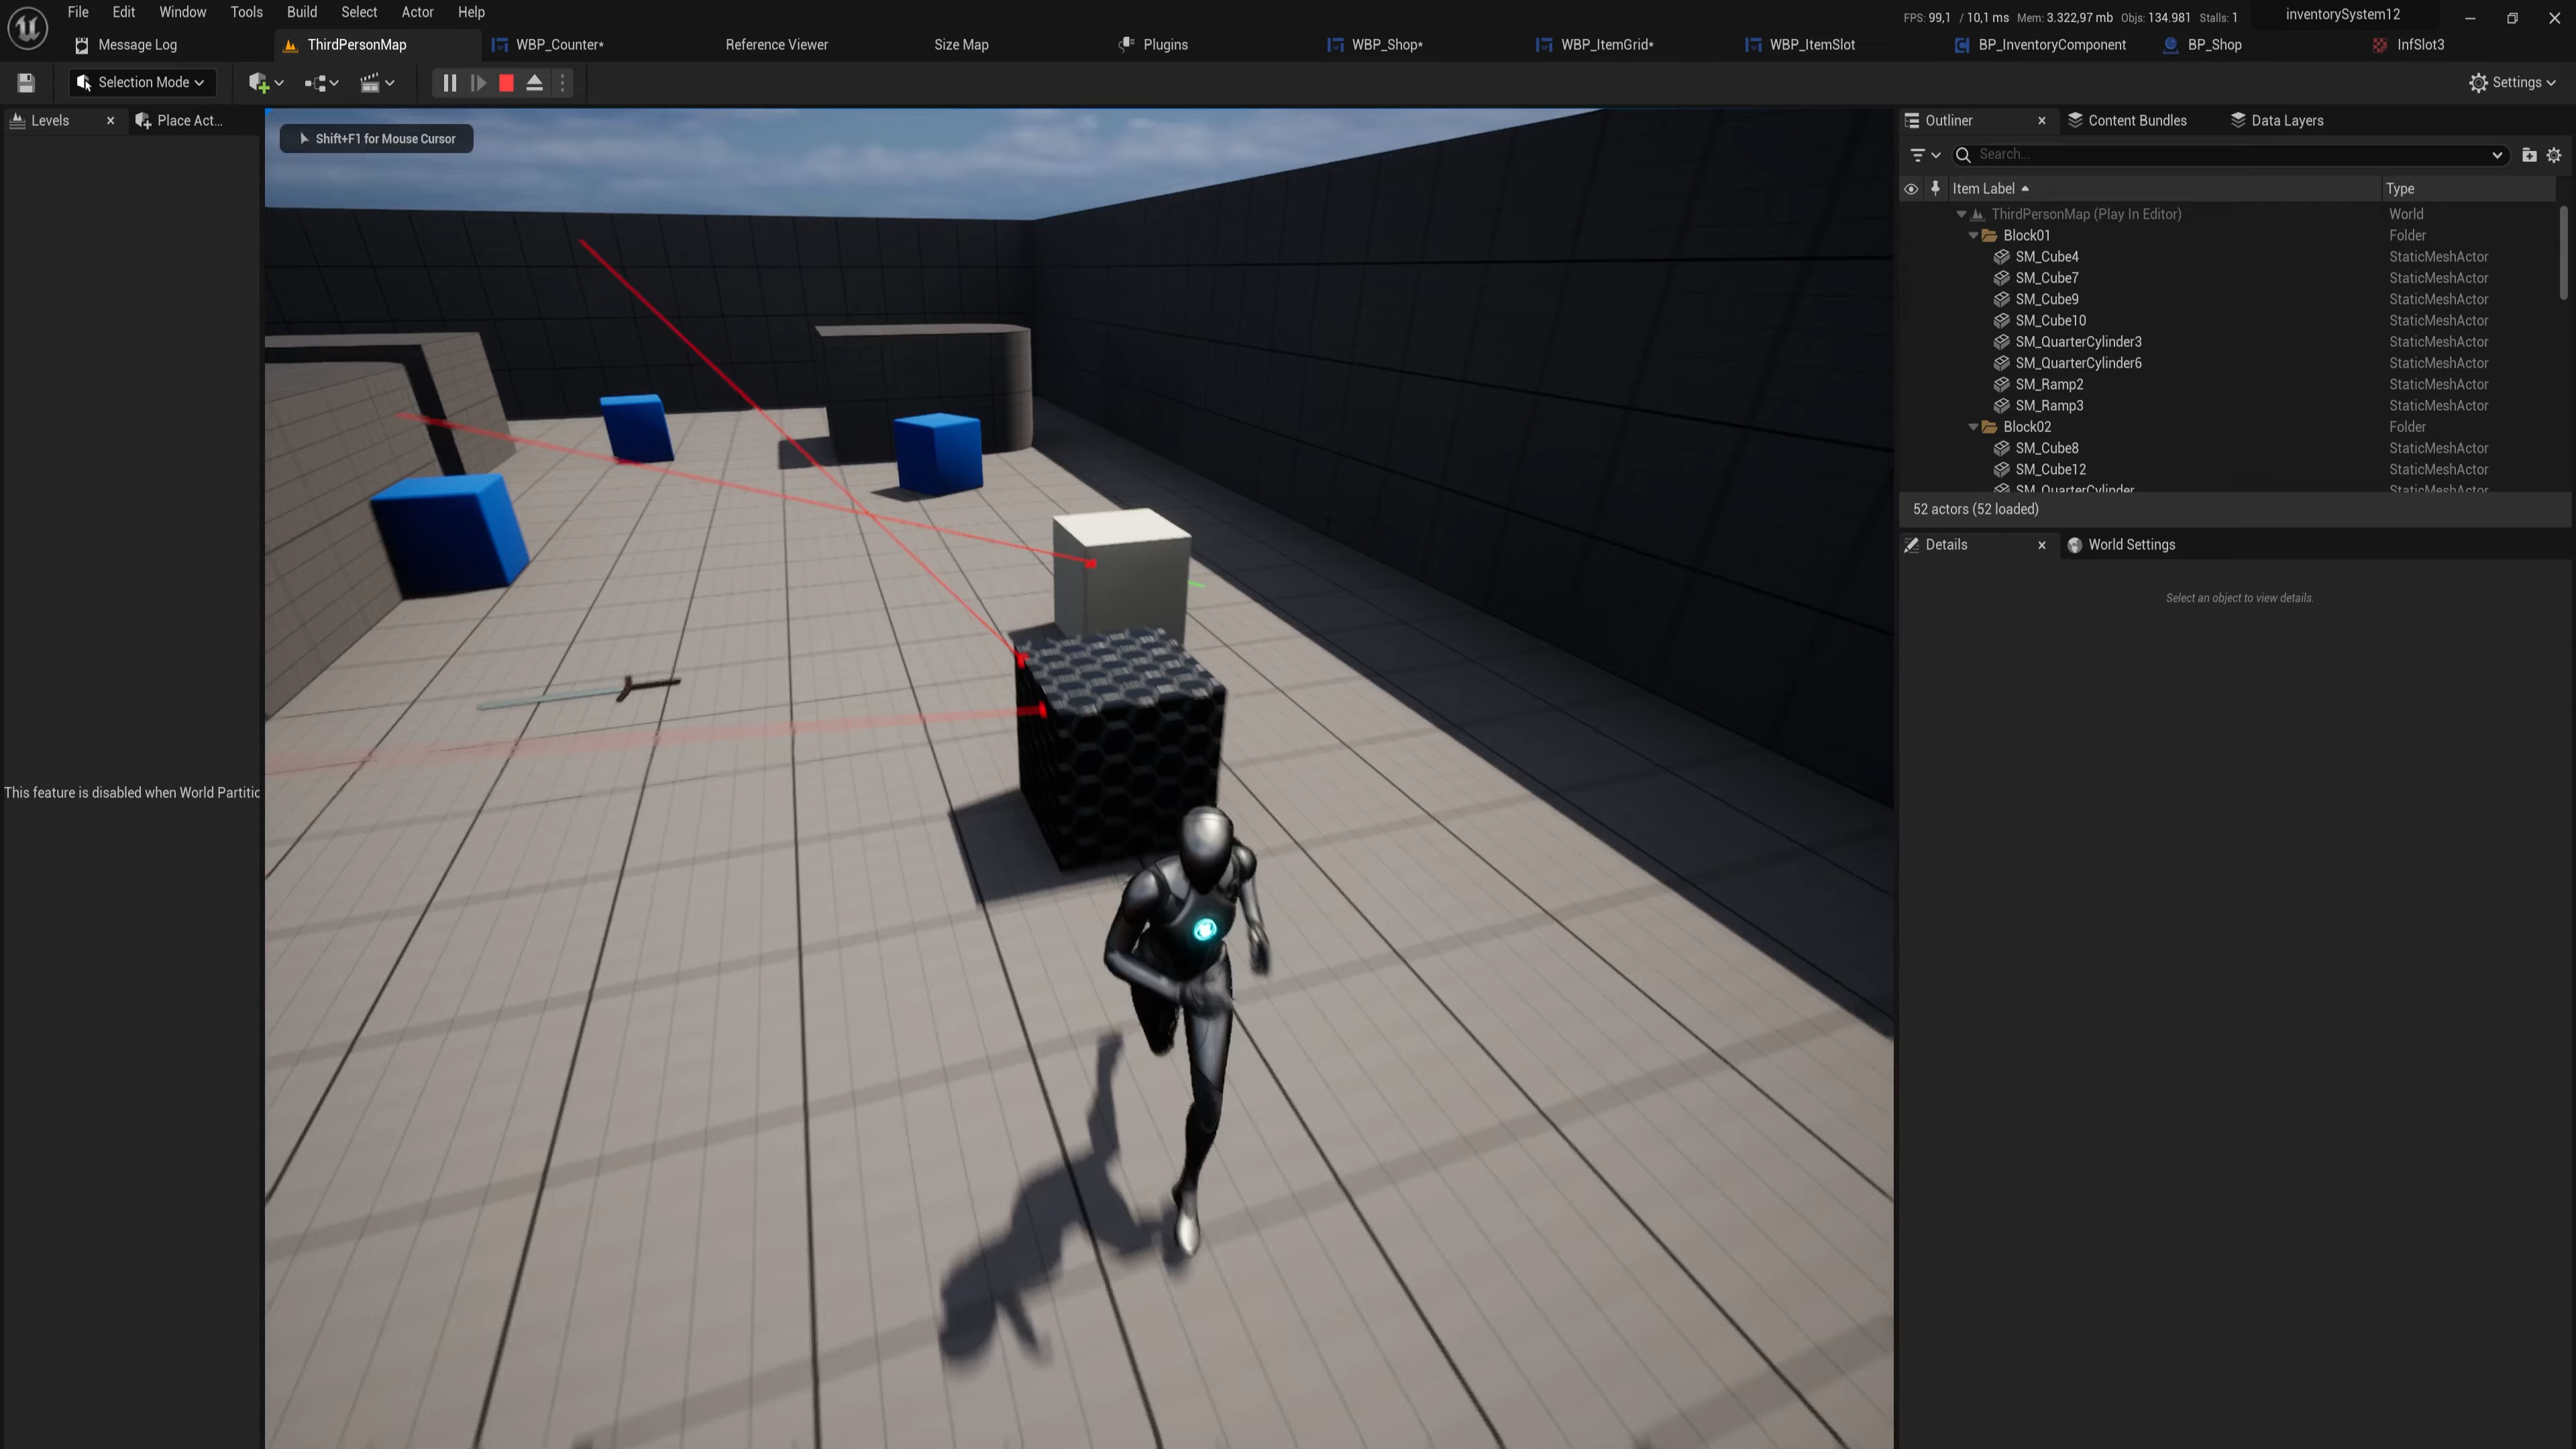 File Edit Window Tools Build Select Actor Help
FPS: 99,1 / 10,1 ms Mem: 3.322,97 mb Objs: 134.981 Stalls: 1
inventorySystem12
Message Log
ThirdPersonMap
WBP_Counter*
Reference Viewer
Size Map
Plugins
WBP_Shop*
WBP_ItemGrid*
WBP_ItemSlot
BP_InventoryComponent
BP_Shop
InfSlot3
Selection Mode
Settings
Levels
Place Act...
Shift+F1 for Mouse Cursor
This feature is disabled when World Partitic
Outliner
Content Bundles
Data Layers
Search...
Item Label Type
ThirdPersonMap (Play In Editor) World
Block01 Folder
SM_Cube4 StaticMeshActor
SM_Cube7 StaticMeshActor
SM_Cube9 StaticMeshActor
SM_Cube10 StaticMeshActor
SM_QuarterCylinder3 StaticMeshActor
SM_QuarterCylinder6 StaticMeshActor
SM_Ramp2 StaticMeshActor
SM_Ramp3 StaticMeshActor
Block02 Folder
SM_Cube8 StaticMeshActor
SM_Cube12 StaticMeshActor
SM_QuarterCylinder StaticMeshActor
52 actors (52 loaded)
Details
World Settings
Select an object to view details.